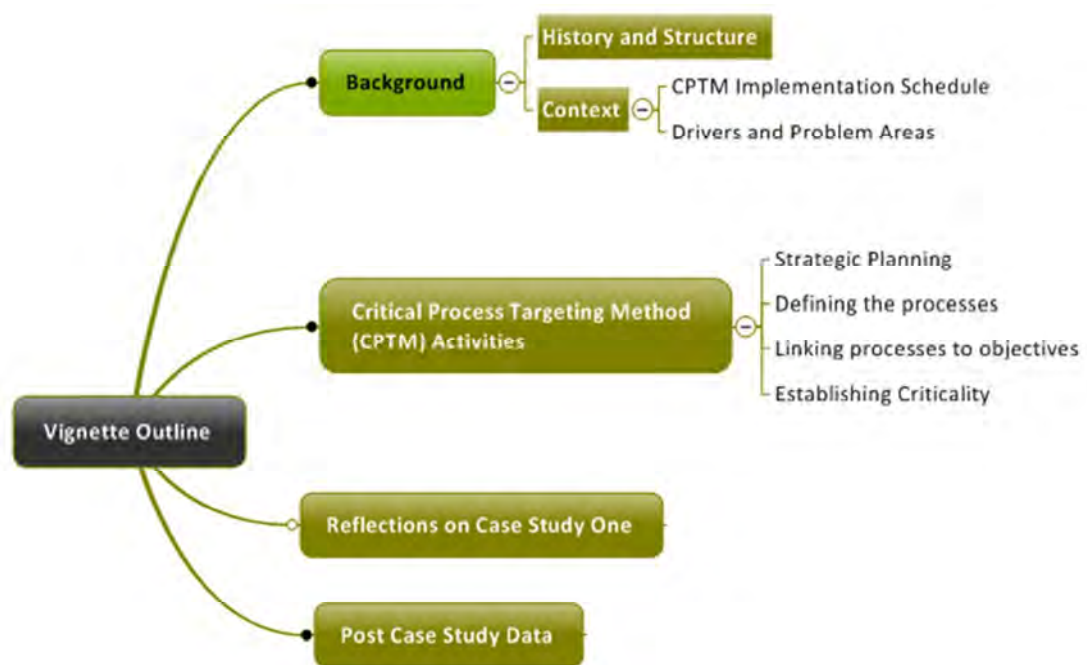 Vignette Outline
Background
History and Structure
Context
CPTM Implementation Schedule
Drivers and Problem Areas
Critical Process Targeting Method
(CPTM) Activities
Strategic Planning
Defining the processes
Linking processes to objectives
Establishing Criticality
Reflections on Case Study One
Post Case Study Data